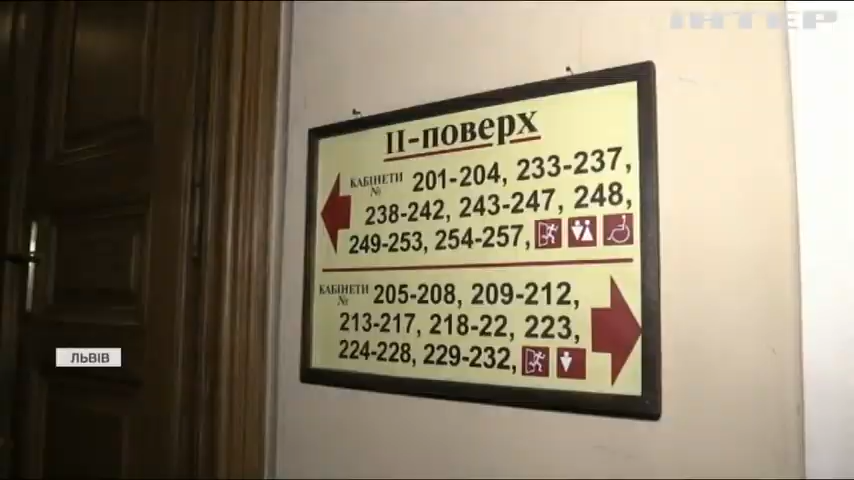 ІНТЕР
ІІ-поверх
КАБІНЕТИ № 201-204, 233-237,
238-242, 243-247, 248,
249-253, 254-257,
КАБІНЕТИ № 205-208, 209-212,
213-217, 218-22, 223,
224-228, 229-232,
ЛЬВІВ